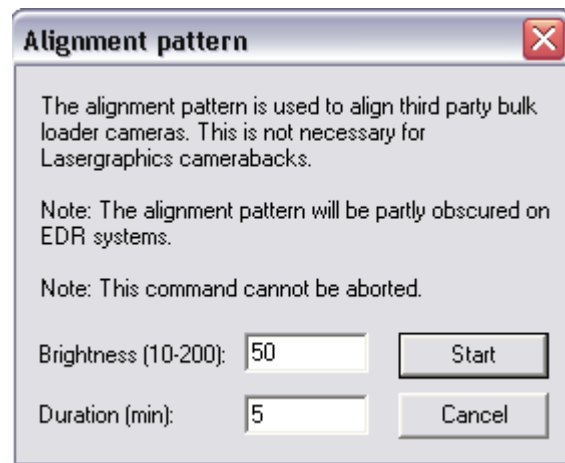 Alignment pattern
The alignment pattern is used to align third party bulk
loader cameras. This is not necessary for
Lasergraphics camerabacks.
Note: The alignment pattern will be partly obscured on
EDR systems.
Note: This command cannot be aborted.
Brightness (10-200): 50 Start
Duration (min): 5 Cancel